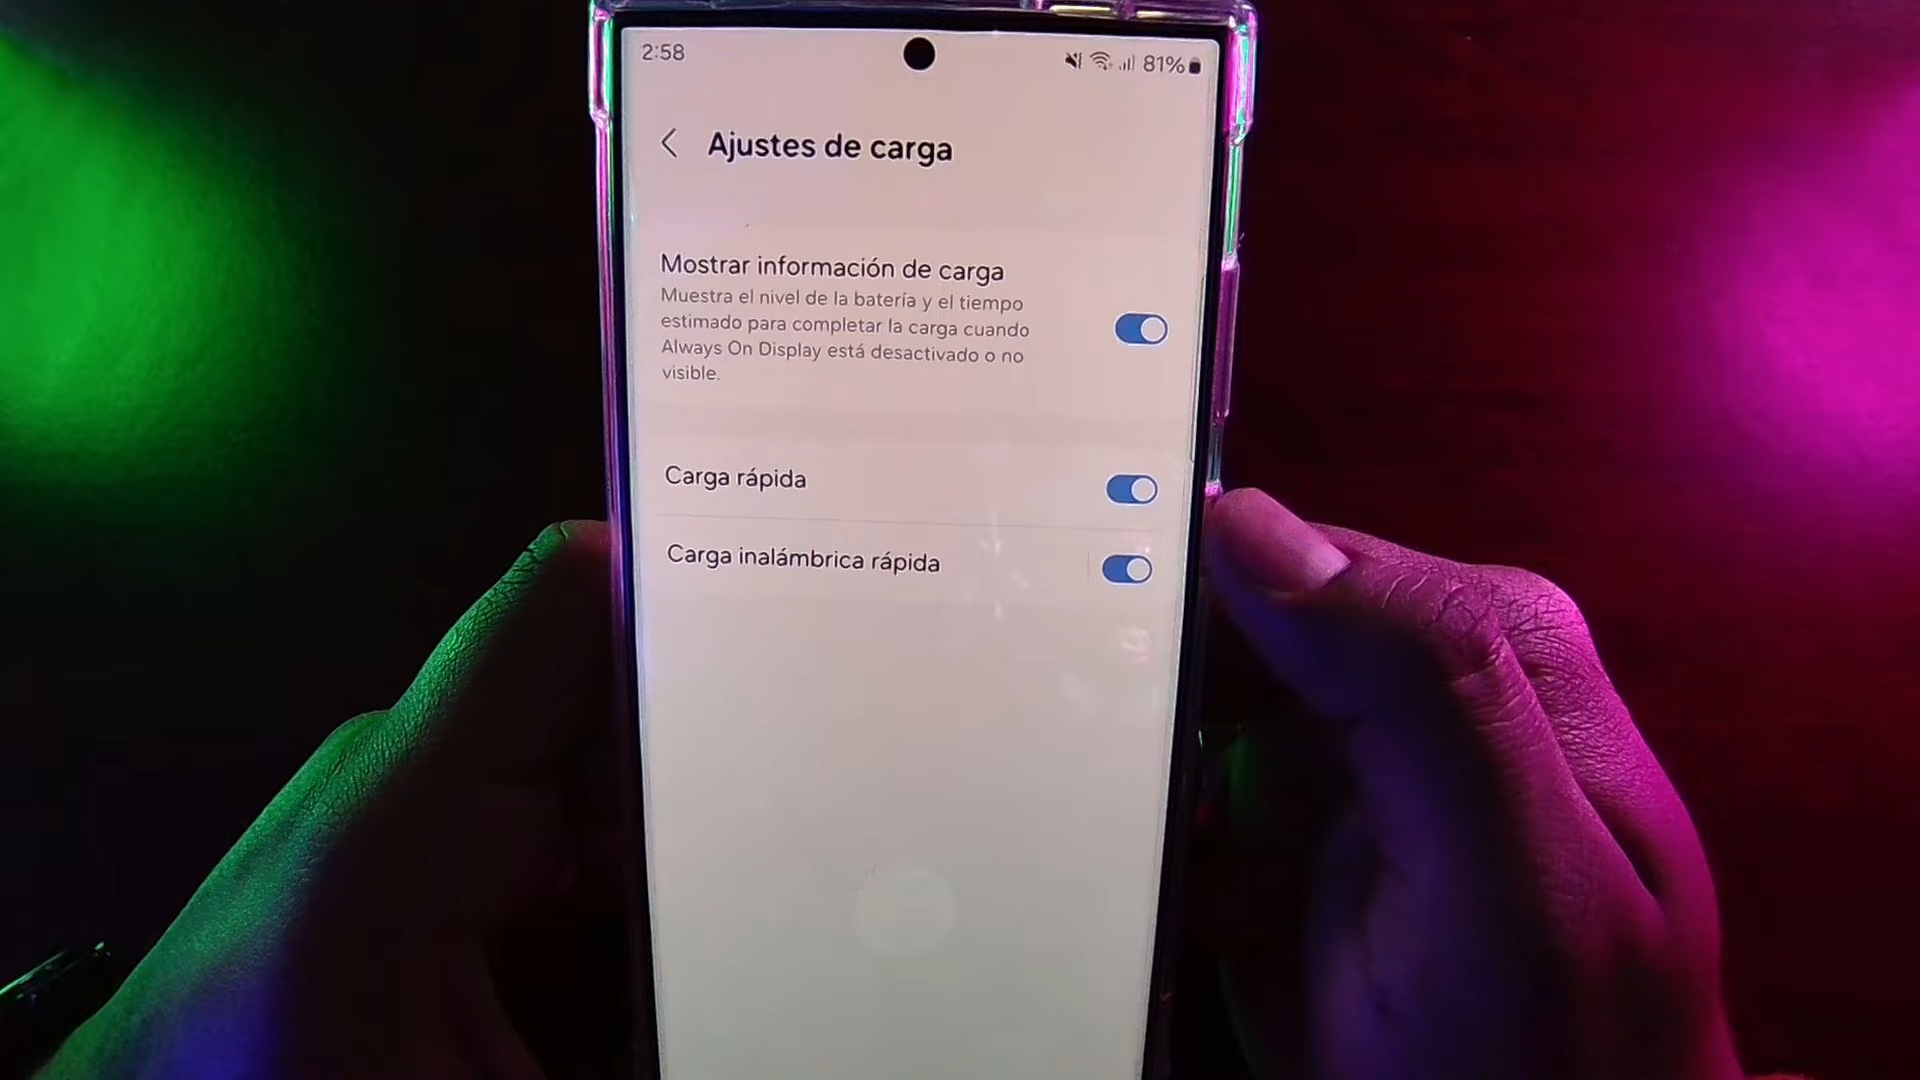 2:58
81%
Ajustes de carga
Mostrar información de carga
Muestra el nivel de la batería y el tiempo
estimado para completar la carga cuando
Always On Display está desactivado o no
visible.
Carga rápida
Carga inalámbrica rápida